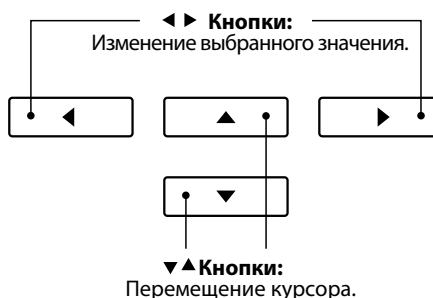 ◀ ▶ Кнопки:
Изменение выбранного значения.
▼▲Кнопки:
Перемещение курсора.